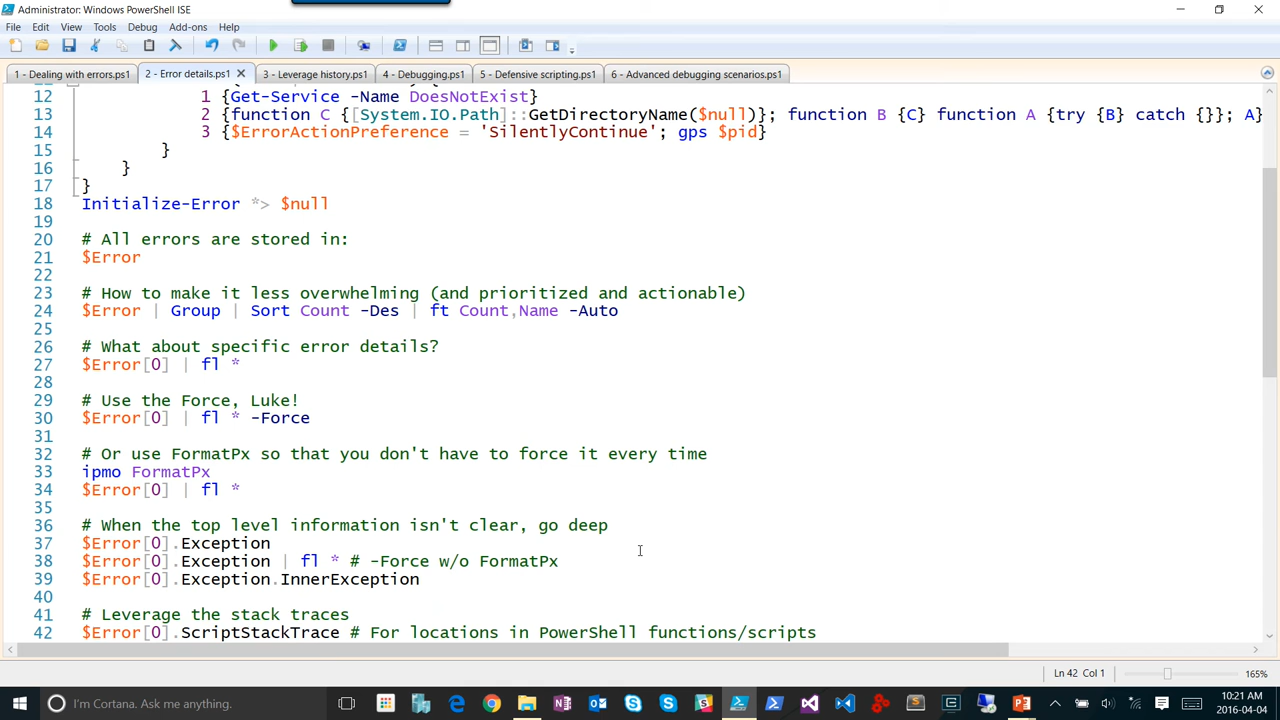 Administrator: Windows PowerShell ISE
File Edit View Tools Debug Add-ons Help
1 - Dealing with errors.ps1 2 - Error details.ps1 3 - Leverage history.ps1 4 - Debugging.ps1 5 - Defensive scripting.ps1 6 - Advanced debugging scenarios.ps1
12 1 {Get-Service -Name DoesNotExist}
13 2 {function C {[System.IO.Path]::GetDirectoryName($null)}; function B {C} function A {try {B} catch {}}; A}
14 3 {$ErrorActionPreference = 'SilentlyContinue'; gps $pid}
15 }
16 }
17 }
18 Initialize-Error *> $null
19
20 # All errors are stored in:
21 $Error
22
23 # How to make it less overwhelming (and prioritized and actionable)
24 $Error | Group | Sort Count -Des | ft Count,Name -Auto
25
26 # What about specific error details?
27 $Error[0] | fl *
28
29 # Use the Force, Luke!
30 $Error[0] | fl * -Force
31
32 # Or use FormatPx so that you don't have to force it every time
33 ipmo FormatPx
34 $Error[0] | fl *
35
36 # When the top level information isn't clear, go deep
37 $Error[0].Exception
38 $Error[0].Exception | fl * # -Force w/o FormatPx
39 $Error[0].Exception.InnerException
40
41 # Leverage the stack traces
42 $Error[0].ScriptStackTrace # For locations in PowerShell functions/scripts
Ln 42 Col 1 165%
I'm Cortana. Ask me anything.
10:21 AM
2016-04-04